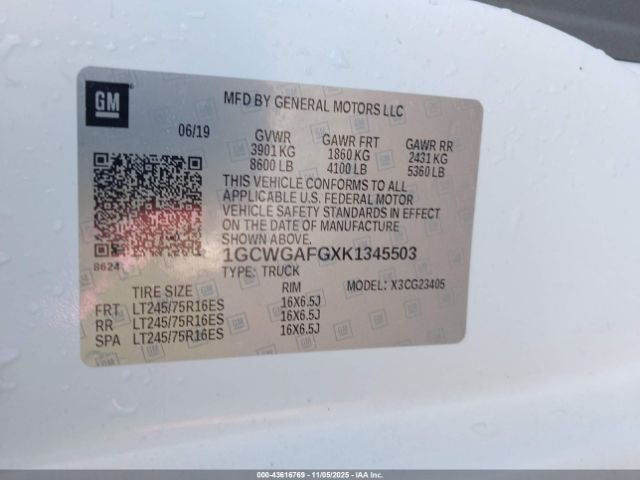 GM
MFD BY GENERAL MOTORS LLC
06/19 GVWR GAWR FRT GAWR RR
3901 KG 1860 KG 2431 KG
8600 LB 4100 LB 5360 LB
THIS VEHICLE CONFORMS TO ALL
APPLICABLE U.S. FEDERAL MOTOR
VEHICLE SAFETY STANDARDS IN EFFECT
ON THE DATE OF MANUFACTURE
SHOWN ABOVE.
8624 1GCWGAFGXK1345503
TYPE: TRUCK
TIRE SIZE RIM MODEL: X3CG23405
FRT LT245/75R16ES 16X6.5J
RR LT245/75R16ES 16X6.5J
SPA LT245/75R16ES 16X6.5J
000-43616769 - 11/05/2025 - IAA, Inc.